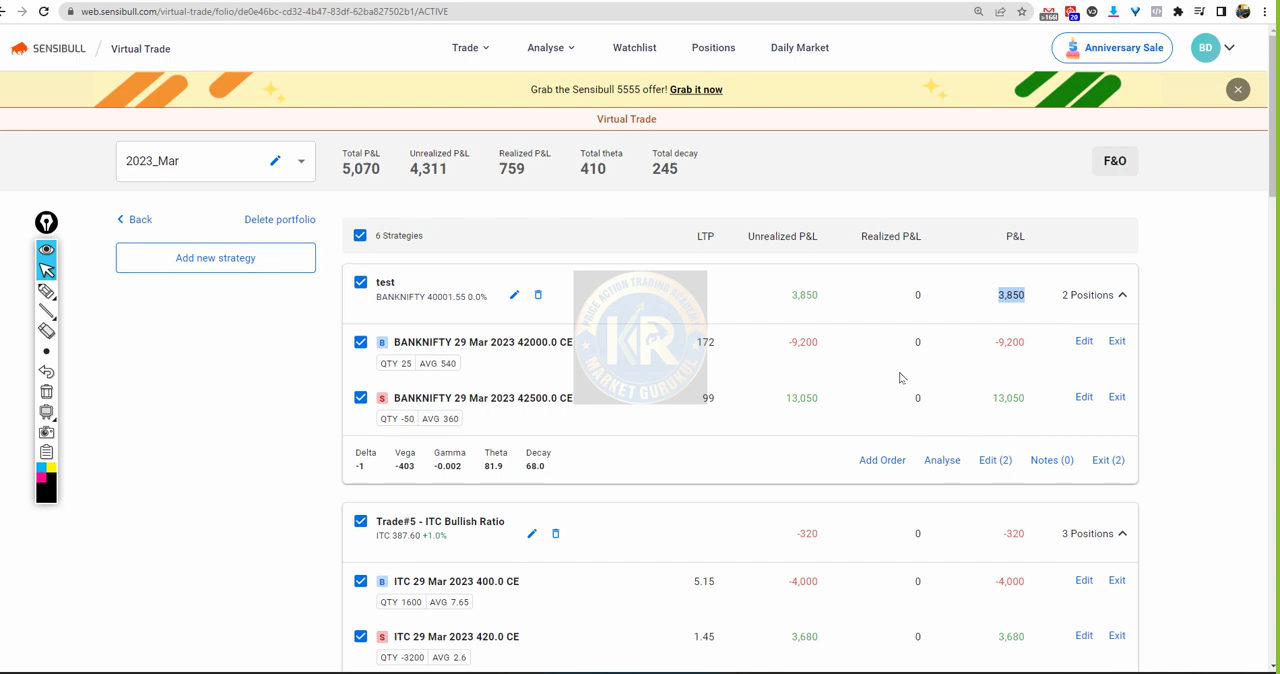 web.sensibull.com/virtual-trade/folio/de0e46bc-cd32-4b47-83df-62ba827502b1/ACTIVE
>166!
20
SENSIBULL / Virtual Trade
Trade Analyse Watchlist Positions Daily Market
5 Anniversary Sale
BD
Grab the Sensibull 5555 offer! Grab it now
Virtual Trade
2023_Mar
Total P&L Unrealized P&L Realized P&L Total theta Total decay
5,070 4,311 759 410 245
F&O
Back Delete portfolio
Add new strategy
6 Strategies LTP Unrealized P&L Realized P&L P&L
test
BANKNIFTY 40001.55 0.0%
3,850 0 3,850 2 Positions
B BANKNIFTY 29 Mar 2023 42000.0 CE 172 -9,200 0 -9,200 Edit Exit
QTY 25 AVG 540
S BANKNIFTY 29 Mar 2023 42500.0 CE 99 13,050 0 13,050 Edit Exit
QTY -50 AVG 360
Delta Vega Gamma Theta Decay
-1 -403 -0.002 81.9 68.0
Add Order Analyse Edit (2) Notes (0) Exit (2)
Trade#5 - ITC Bullish Ratio
ITC 387.60 +1.0%
-320 0 -320 3 Positions
B ITC 29 Mar 2023 400.0 CE 5.15 -4,000 0 -4,000 Edit Exit
QTY 1600 AVG 7.65
S ITC 29 Mar 2023 420.0 CE 1.45 3,680 0 3,680 Edit Exit
QTY -3200 AVG 2.6
PRICE ACTION TRADING ACADEMY
KR
MARKET GURUKUL